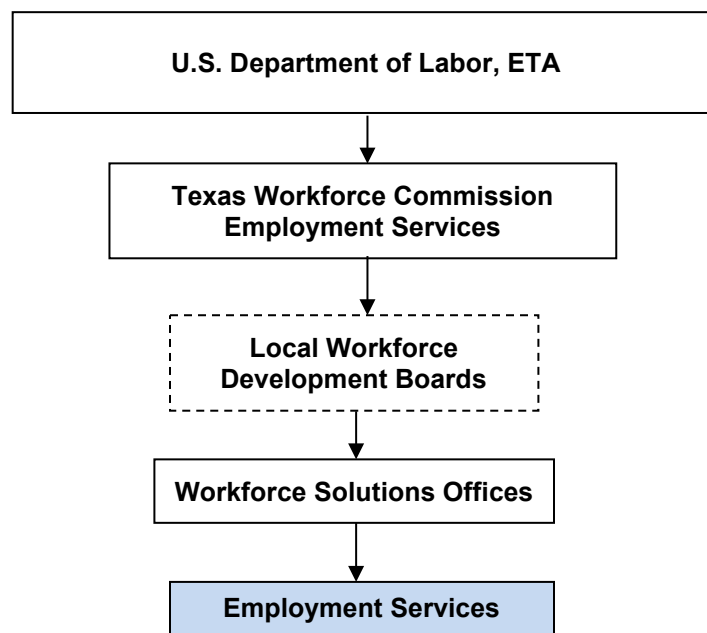 U.S. Department of Labor, ETA
Texas Workforce Commission
Employment Services
Local Workforce
Development Boards
Workforce Solutions Offices
Employment Services